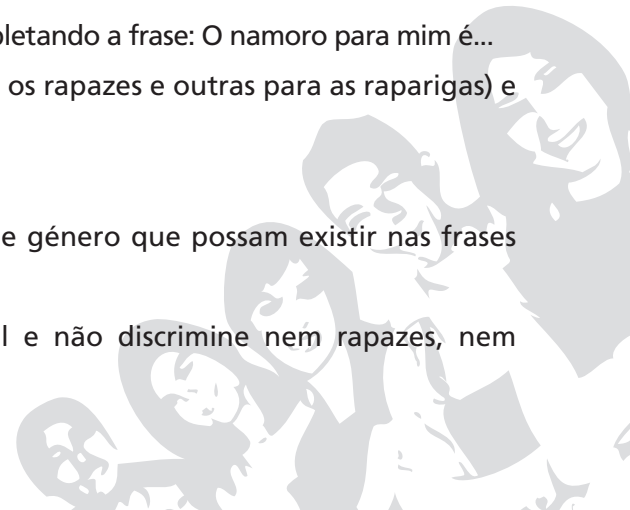 pletando a frase: O namoro para mim é...
os rapazes e outras para as raparigas) e
e género que possam existir nas frases
l e não discrimine nem rapazes, nem